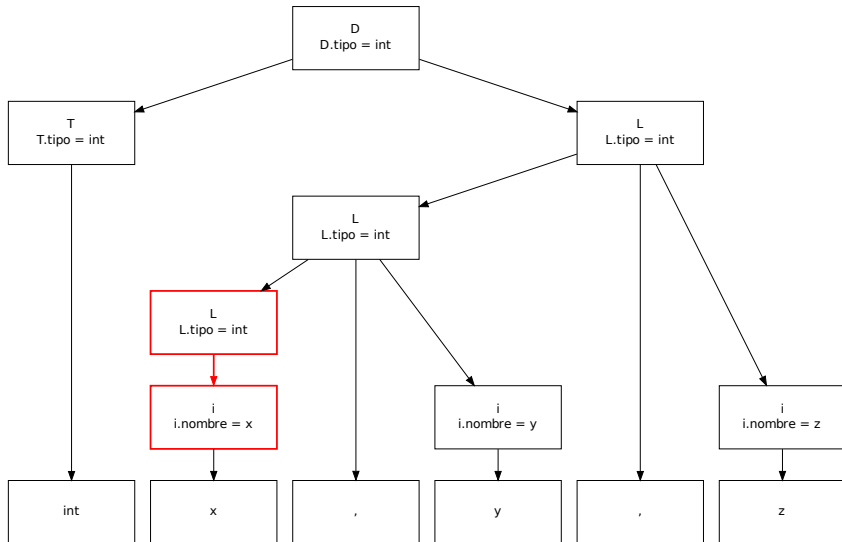 D
D.tipo = int
T
T.tipo = int
L
L.tipo = int
L
L.tipo = int
L
L.tipo = int
i
i.nombre = x
i
i.nombre = y
i
i.nombre = z
int
x
,
y
,
z